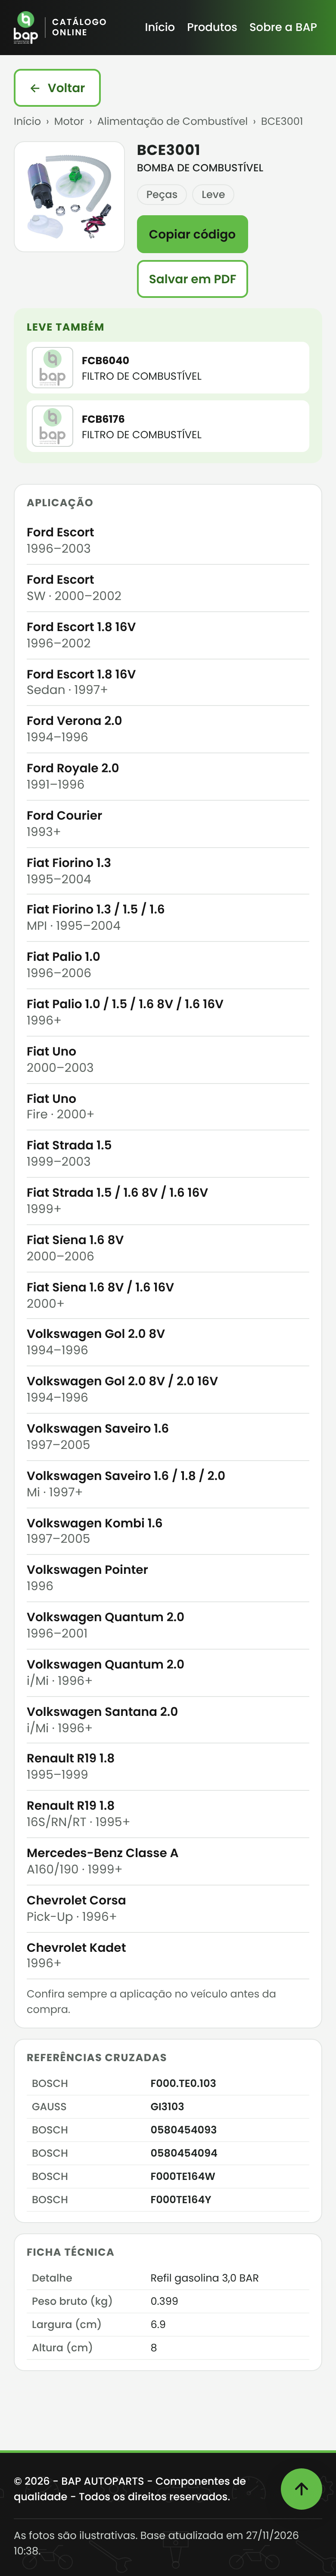 bap
CATÁLOGO
ONLINE
Início Produtos Sobre a BAP
← Voltar
Início › Motor › Alimentação de Combustível › BCE3001
BCE3001
BOMBA DE COMBUSTÍVEL
Peças Leve
Copiar código
Salvar em PDF
LEVE TAMBÉM
bap
FCB6040
FILTRO DE COMBUSTÍVEL
bap
FCB6176
FILTRO DE COMBUSTÍVEL
APLICAÇÃO
Ford Escort
1996–2003
Ford Escort
SW · 2000–2002
Ford Escort 1.8 16V
1996–2002
Ford Escort 1.8 16V
Sedan · 1997+
Ford Verona 2.0
1994–1996
Ford Royale 2.0
1991–1996
Ford Courier
1993+
Fiat Fiorino 1.3
1995–2004
Fiat Fiorino 1.3 / 1.5 / 1.6
MPI · 1995–2004
Fiat Palio 1.0
1996–2006
Fiat Palio 1.0 / 1.5 / 1.6 8V / 1.6 16V
1996+
Fiat Uno
2000–2003
Fiat Uno
Fire · 2000+
Fiat Strada 1.5
1999–2003
Fiat Strada 1.5 / 1.6 8V / 1.6 16V
1999+
Fiat Siena 1.6 8V
2000–2006
Fiat Siena 1.6 8V / 1.6 16V
2000+
Volkswagen Gol 2.0 8V
1994–1996
Volkswagen Gol 2.0 8V / 2.0 16V
1994–1996
Volkswagen Saveiro 1.6
1997–2005
Volkswagen Saveiro 1.6 / 1.8 / 2.0
Mi · 1997+
Volkswagen Kombi 1.6
1997–2005
Volkswagen Pointer
1996
Volkswagen Quantum 2.0
1996–2001
Volkswagen Quantum 2.0
i/Mi · 1996+
Volkswagen Santana 2.0
i/Mi · 1996+
Renault R19 1.8
1995–1999
Renault R19 1.8
16S/RN/RT · 1995+
Mercedes-Benz Classe A
A160/190 · 1999+
Chevrolet Corsa
Pick-Up · 1996+
Chevrolet Kadet
1996+
Confira sempre a aplicação no veículo antes da
compra.
REFERÊNCIAS CRUZADAS
BOSCH F000.TE0.103
GAUSS GI3103
BOSCH 0580454093
BOSCH 0580454094
BOSCH F000TE164W
BOSCH F000TE164Y
FICHA TÉCNICA
Detalhe Refil gasolina 3,0 BAR
Peso bruto (kg) 0.399
Largura (cm) 6.9
Altura (cm) 8
© 2026 - BAP AUTOPARTS - Componentes de
qualidade - Todos os direitos reservados.
As fotos são ilustrativas. Base atualizada em 27/11/2026
10:38.